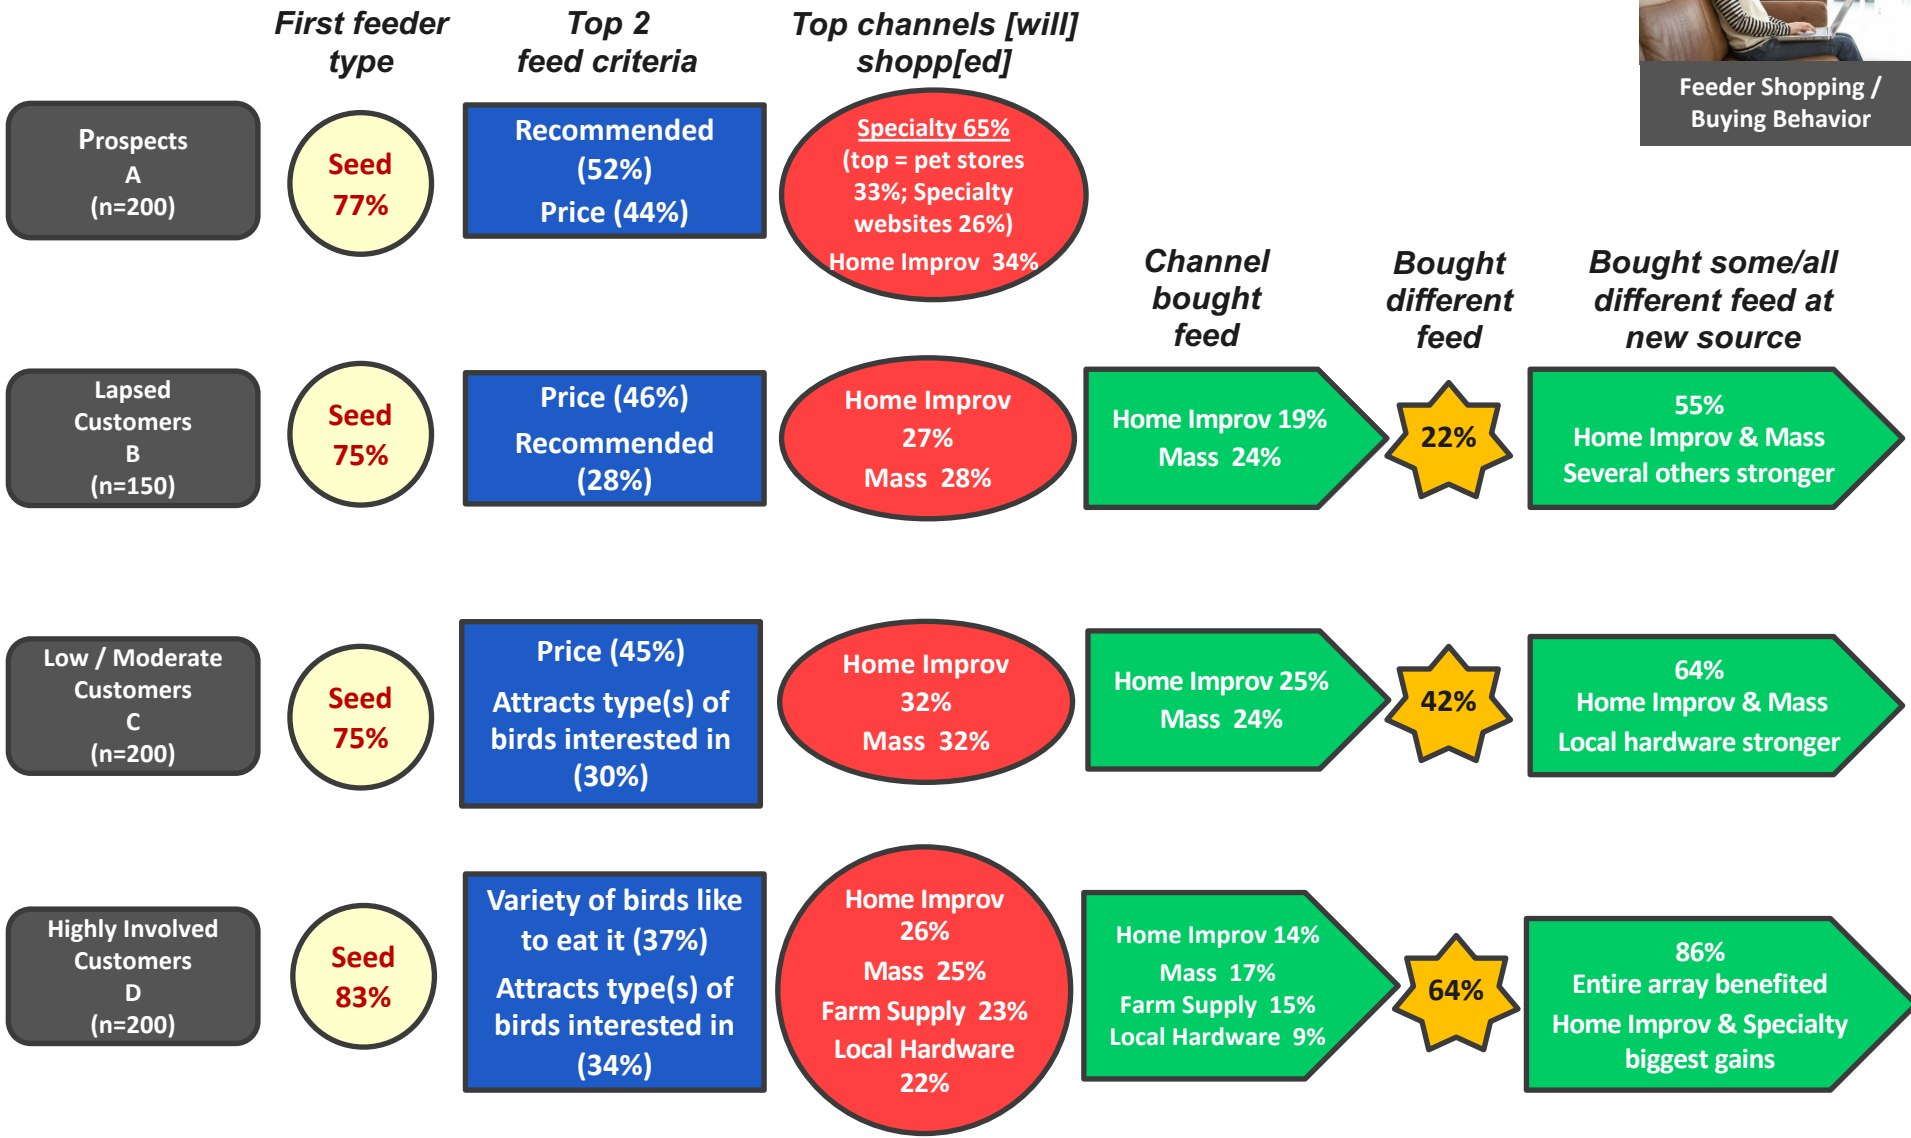 First feeder
type
Top 2
feed criteria
Top channels [will]
shopp[ed]
Feeder Shopping /
Buying Behavior
Prospects
A
(n=200)
Seed
77%
Recommended
(52%)
Price (44%)
Specialty 65%
(top = pet stores
33%; Specialty
websites 26%)
Home Improv 34%
Channel
bought
feed
Bought
different
feed
Bought some/all
different feed at
new source
Lapsed
Customers
B
(n=150)
Seed
75%
Price (46%)
Recommended
(28%)
Home Improv
27%
Mass 28%
Home Improv 19%
Mass 24%
22%
55%
Home Improv & Mass
Several others stronger
Low / Moderate
Customers
C
(n=200)
Seed
75%
Price (45%)
Attracts type(s) of
birds interested in
(30%)
Home Improv
32%
Mass 32%
Home Improv 25%
Mass 24%
42%
64%
Home Improv & Mass
Local hardware stronger
Highly Involved
Customers
D
(n=200)
Seed
83%
Variety of birds like
to eat it (37%)
Attracts type(s) of
birds interested in
(34%)
Home Improv
26%
Mass 25%
Farm Supply 23%
Local Hardware
22%
Home Improv 14%
Mass 17%
Farm Supply 15%
Local Hardware 9%
64%
86%
Entire array benefited
Home Improv & Specialty
biggest gains